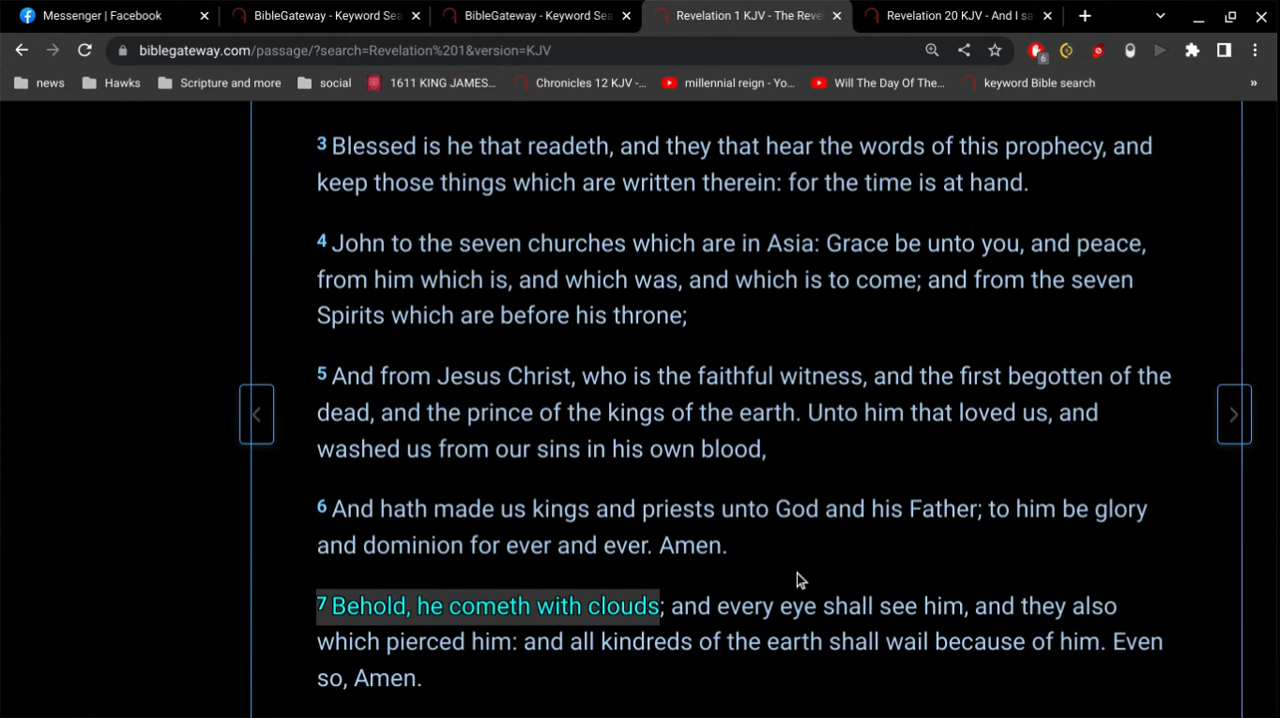 Messenger | Facebook
BibleGateway - Keyword Sea
BibleGateway - Keyword Sea
Revelation 1 KJV - The Reve
Revelation 20 KJV - And I sa
biblegateway.com/passage/?search=Revelation%201&version=KJV
6
news
Hawks
Scripture and more
social
1611 KING JAMES...
Chronicles 12 KJV -...
millennial reign - Yo...
Will The Day Of The...
keyword Bible search
»
3 Blessed is he that readeth, and they that hear the words of this prophecy, and
keep those things which are written therein: for the time is at hand.
4 John to the seven churches which are in Asia: Grace be unto you, and peace,
from him which is, and which was, and which is to come; and from the seven
Spirits which are before his throne;
5 And from Jesus Christ, who is the faithful witness, and the first begotten of the
dead, and the prince of the kings of the earth. Unto him that loved us, and
washed us from our sins in his own blood,
6 And hath made us kings and priests unto God and his Father; to him be glory
and dominion for ever and ever. Amen.
7 Behold, he cometh with clouds; and every eye shall see him, and they also
which pierced him: and all kindreds of the earth shall wail because of him. Even
so, Amen.